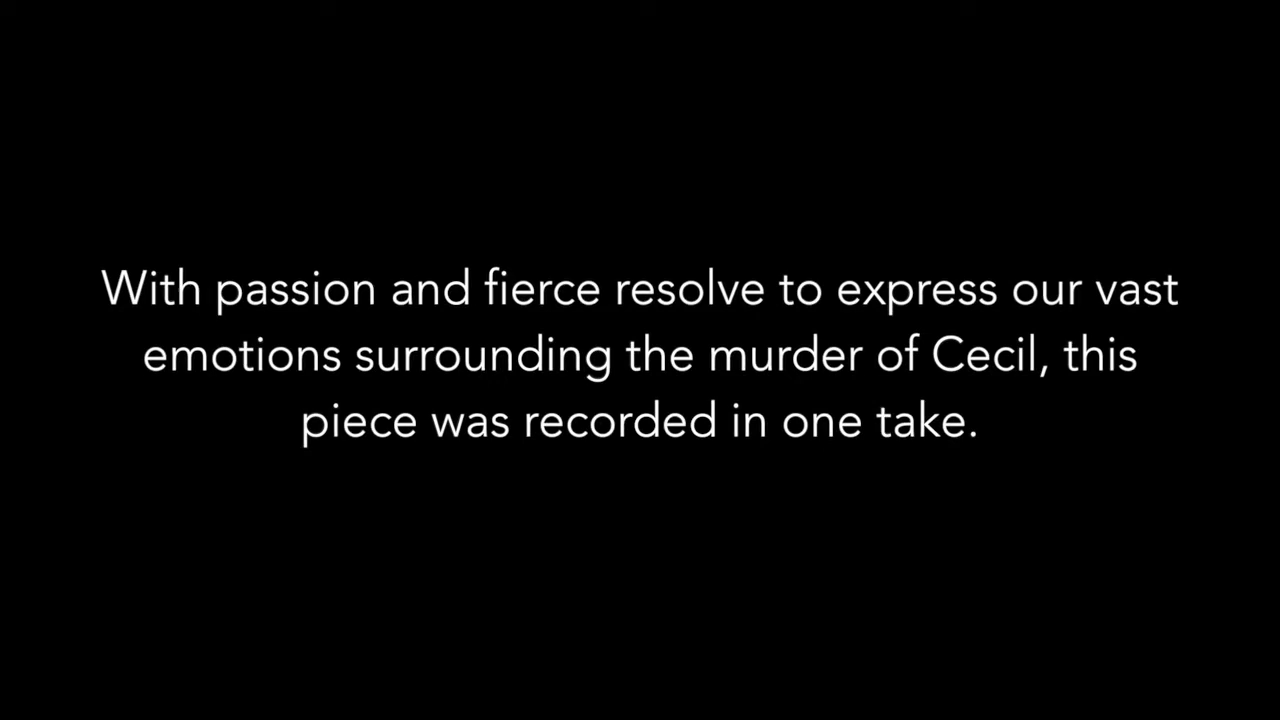 With passion and fierce resolve to express our vast
emotions surrounding the murder of Cecil, this
piece was recorded in one take.